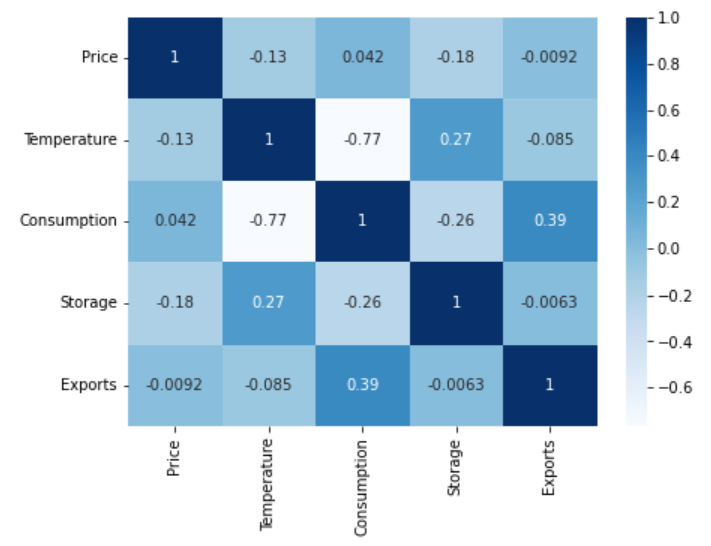 Price 1 -0.13 0.042 -0.18 -0.0092
Temperature -0.13 1 -0.77 0.27 -0.085
Consumption 0.042 -0.77 1 -0.26 0.39
Storage -0.18 0.27 -0.26 1 -0.0063
Exports -0.0092 -0.085 0.39 -0.0063 1
Price Temperature Consumption Storage Exports
1.0
0.8
0.6
0.4
0.2
0.0
−0.2
−0.4
−0.6